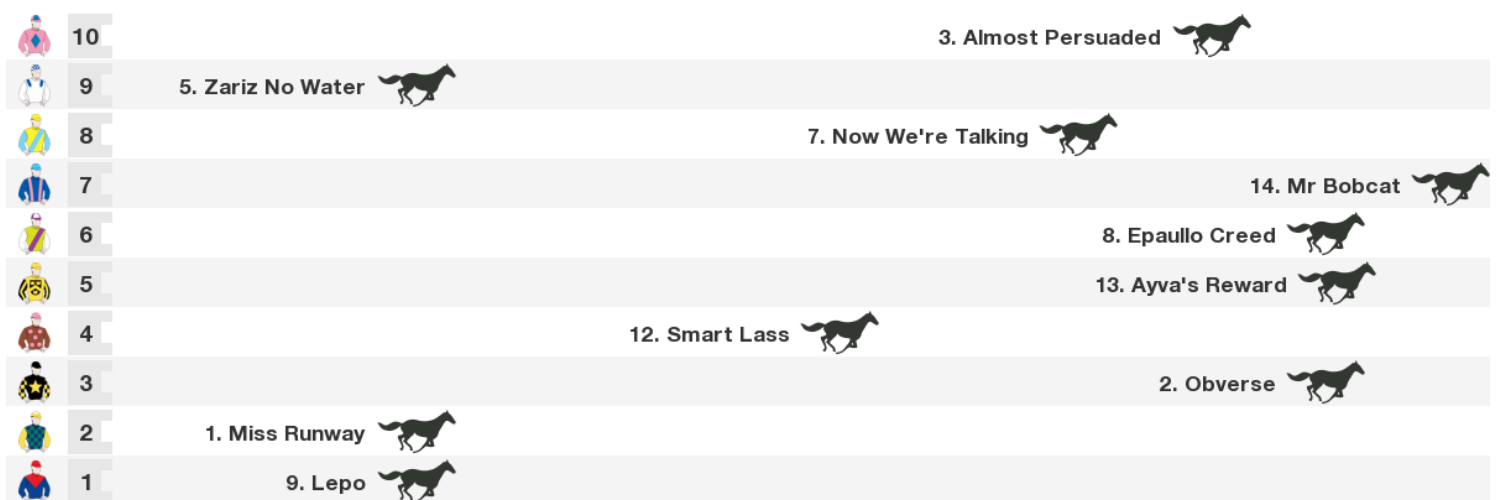 10 3. Almost Persuaded
9 5. Zariz No Water
8 7. Now We're Talking
7 14. Mr Bobcat
6 8. Epaullo Creed
5 13. Ayva's Reward
4 12. Smart Lass
3 2. Obverse
2 1. Miss Runway
1 9. Lepo